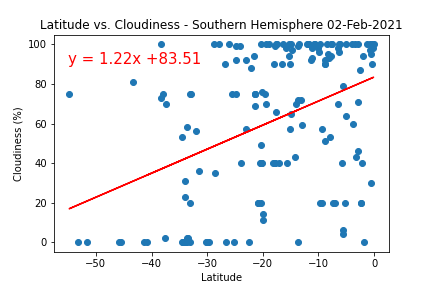 Latitude vs. Cloudiness - Southern Hemisphere 02-Feb-2021
y = 1.22x +83.51
100
80
60
40
20
0
Cloudiness (%)
−50 −40 −30 −20 −10 0
Latitude